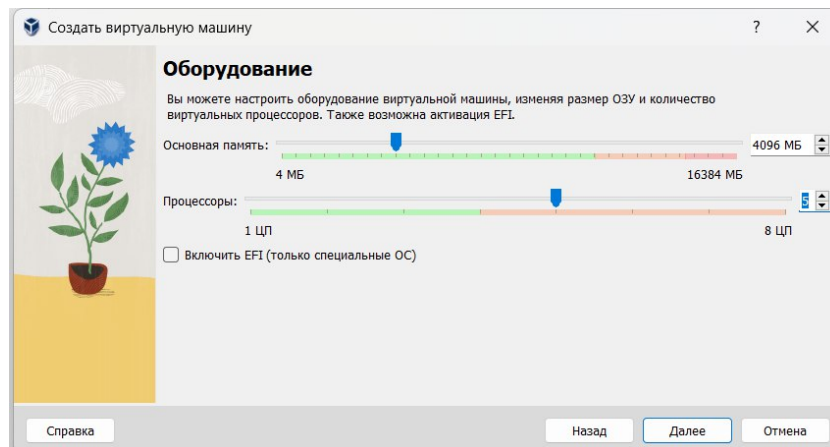 Создать виртуальную машину
Оборудование
Вы можете настроить оборудование виртуальной машины, изменяя размер ОЗУ и количество
виртуальных процессоров. Также возможна активация EFI.
Основная память: 4096 МБ
4 МБ 16384 МБ
Процессоры: 5
1 ЦП 8 ЦП
Включить EFI (только специальные ОС)
Справка Назад Далее Отмена